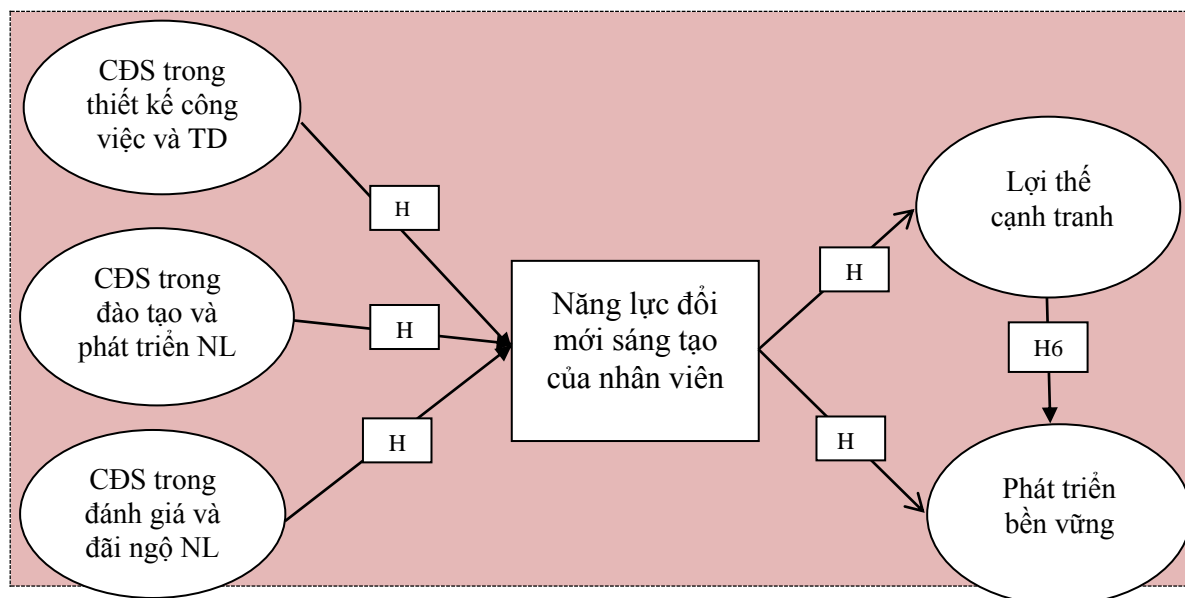 CĐS trong
thiết kế công
việc và TD
H
CĐS trong
đào tạo và
phát triển NL
H
CĐS trong
đánh giá và
đãi ngộ NL
H
Năng lực đổi
mới sáng tạo
của nhân viên
H
H
Lợi thế
cạnh tranh
H6
Phát triển
bền vững